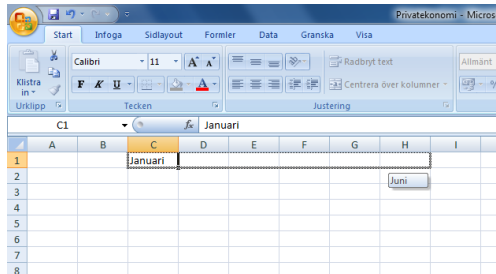 Privatekonomi - Micros
Start Infoga Sidlayout Formler Data Granska Visa
Klistra in
Calibri 11 A A
F K U A
Radbryt text
Centrera över kolumner
Allmänt
%
Urklipp Tecken Justering
C1 fx Januari
A B C D E F G H I
1 Januari
2 Juni
3
4
5
6
7
8